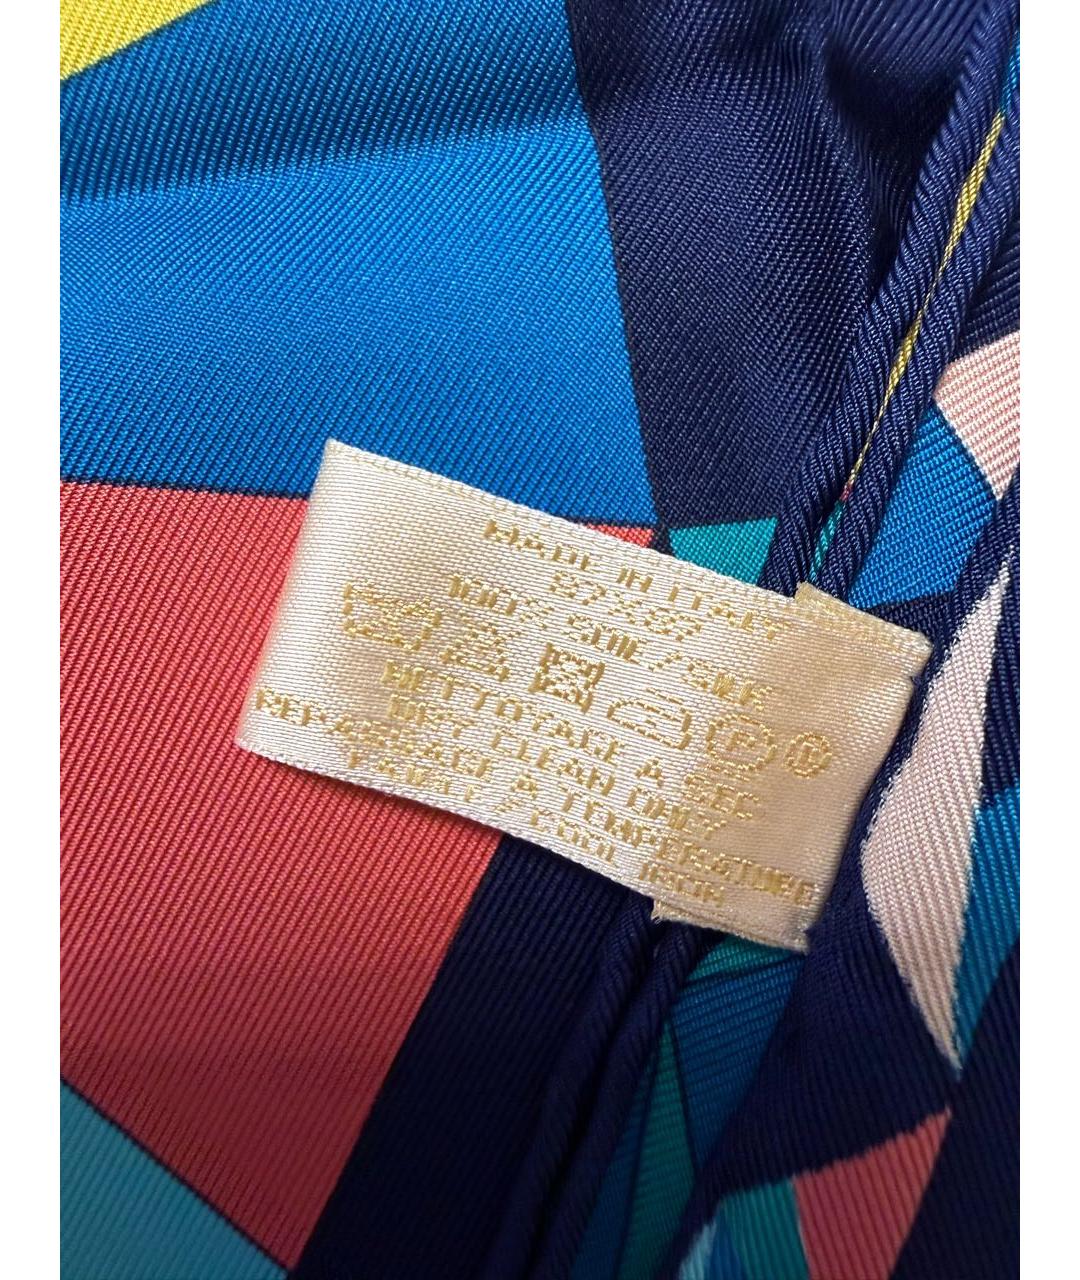 MADE IN ITALY
87X87
100% SOIE/SILK
P
NETTOYAGE A SEC
DRY CLEAN ONLY
REPASSAGE A TEMPERATURE
FAIBLE / COOL IRON